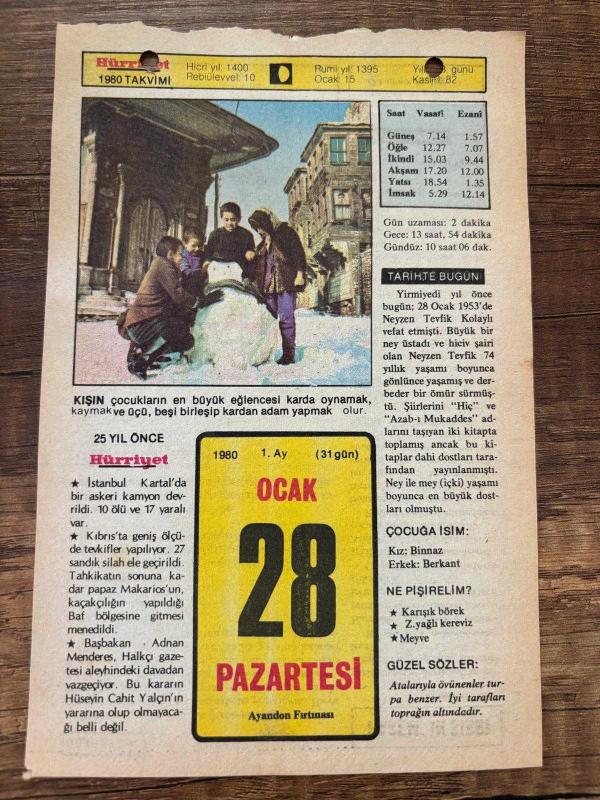 Hürriyet
1980 TAKVİMİ
Hicri yıl: 1400
Rebiülevvel: 10
Rumi yıl: 1395
Ocak: 15
günü
Kasım: 82
Saat Vasati Ezani
Güneş 7.14 1.57
Öğle 12.27 7.07
İkindi 15,03 9.44
Akşam 17.20 12.00
Yatsı 18.54 1.35
İmsak 5.29 12.14
Gün uzaması: 2 dakika
Gece: 13 saat, 54 dakika
Gündüz: 10 saat 06 dak.
TARİHTE BUGÜN
Yirmiyedi yıl önce
bugün; 28 Ocak 1953'de
Neyzen Tevfik Kolaylı
vefat etmişti. Büyük bir
ney üstadı ve hiciv şairi
olan Neyzen Tevfik 74
yıllık yaşamı boyunca
gönlünce yaşamış ve der-
beder bir ömür sürmüş-
tü. Şiirlerini "Hiç" ve
"Azab-ı Mukaddes" ad-
larını taşıyan iki kitapta
toplamış ancak bu ki-
taplar dahi dostları tara-
fından yayınlanmıştı.
Ney ile mey (içki) yaşamı
boyunca en büyük dost-
ları olmuştu.
KIŞIN çocukların en büyük eğlencesi karda oynamak,
kaymak ve üçü, beşi birleşip kardan adam yapmak olur.
25 YIL ÖNCE
Hürriyet
★ İstanbul Kartal'da
bir askeri kamyon dev-
rildi. 10 ölü ve 17 yaralı
var.
★ Kıbrıs'ta geniş ölçü-
de tevkifler yapılıyor. 27
sandık silah ele geçirildi.
Tahkikatın sonuna ka-
dar papaz Makarios'un,
kaçakçılığın yapıldığı
Baf bölgesine gitmesi
menedildi.
★ Başbakan Adnan
Menderes, Halkçı gaze-
tesi aleyhindeki davadan
vazgeçiyor. Bu kararın
Hüseyin Cahit Yalçın'ın
yararına olup olmayaca-
ğı belli değil.
1980 1. Ay (31 gün)
OCAK
28
PAZARTESİ
Ayandon Fırtınası
ÇOCUĞA İSİM:
Kız: Binnaz
Erkek: Berkant
NE PİŞİRELİM?
★ Karışık börek
★ Z.yağlı kereviz
★ Meyve
GÜZEL SÖZLER:
Atalarıyla övünenler tur-
pa benzer. İyi tarafları
toprağın altındadır.